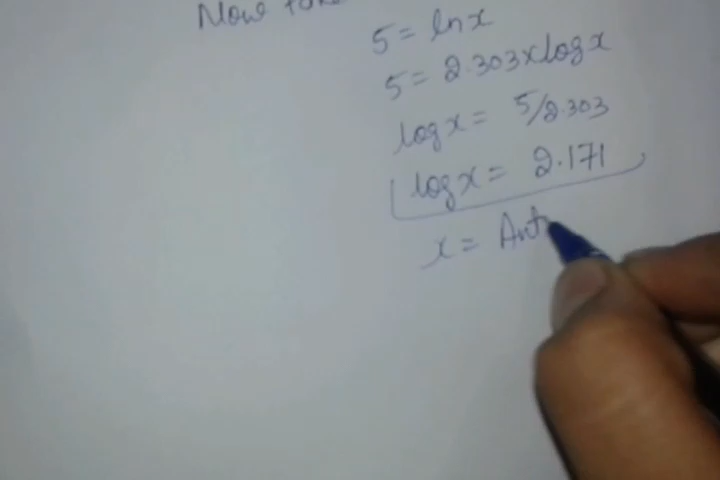 Now
5 = ln x
5 = 2.303 x log x
log x = 5/2.303
log x = 2.171
x = Ant